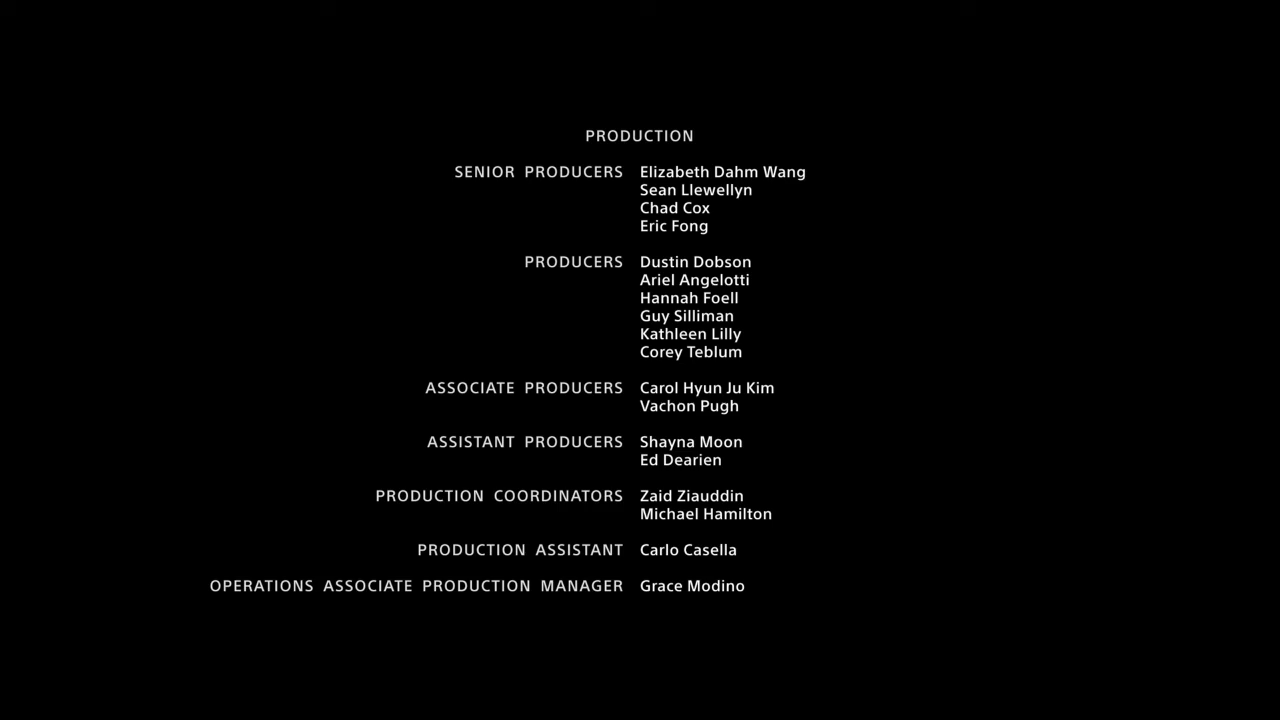 PRODUCTION
SENIOR PRODUCERS Elizabeth Dahm Wang
Sean Llewellyn
Chad Cox
Eric Fong
PRODUCERS Dustin Dobson
Ariel Angelotti
Hannah Foell
Guy Silliman
Kathleen Lilly
Corey Teblum
ASSOCIATE PRODUCERS Carol Hyun Ju Kim
Vachon Pugh
ASSISTANT PRODUCERS Shayna Moon
Ed Dearien
PRODUCTION COORDINATORS Zaid Ziauddin
Michael Hamilton
PRODUCTION ASSISTANT Carlo Casella
OPERATIONS ASSOCIATE PRODUCTION MANAGER Grace Modino